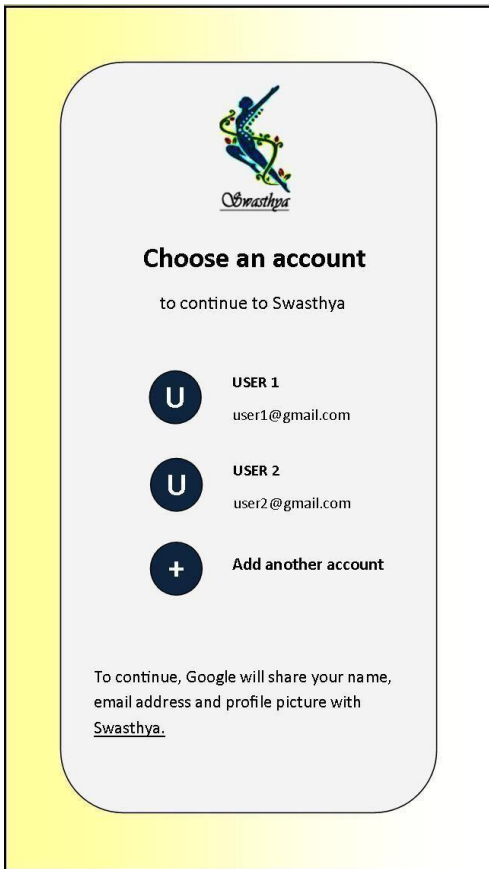 Swasthya
Choose an account
to continue to Swasthya
U
USER 1
user1@gmail.com
U
USER 2
user2@gmail.com
+
Add another account
To continue, Google will share your name,
email address and profile picture with
Swasthya.